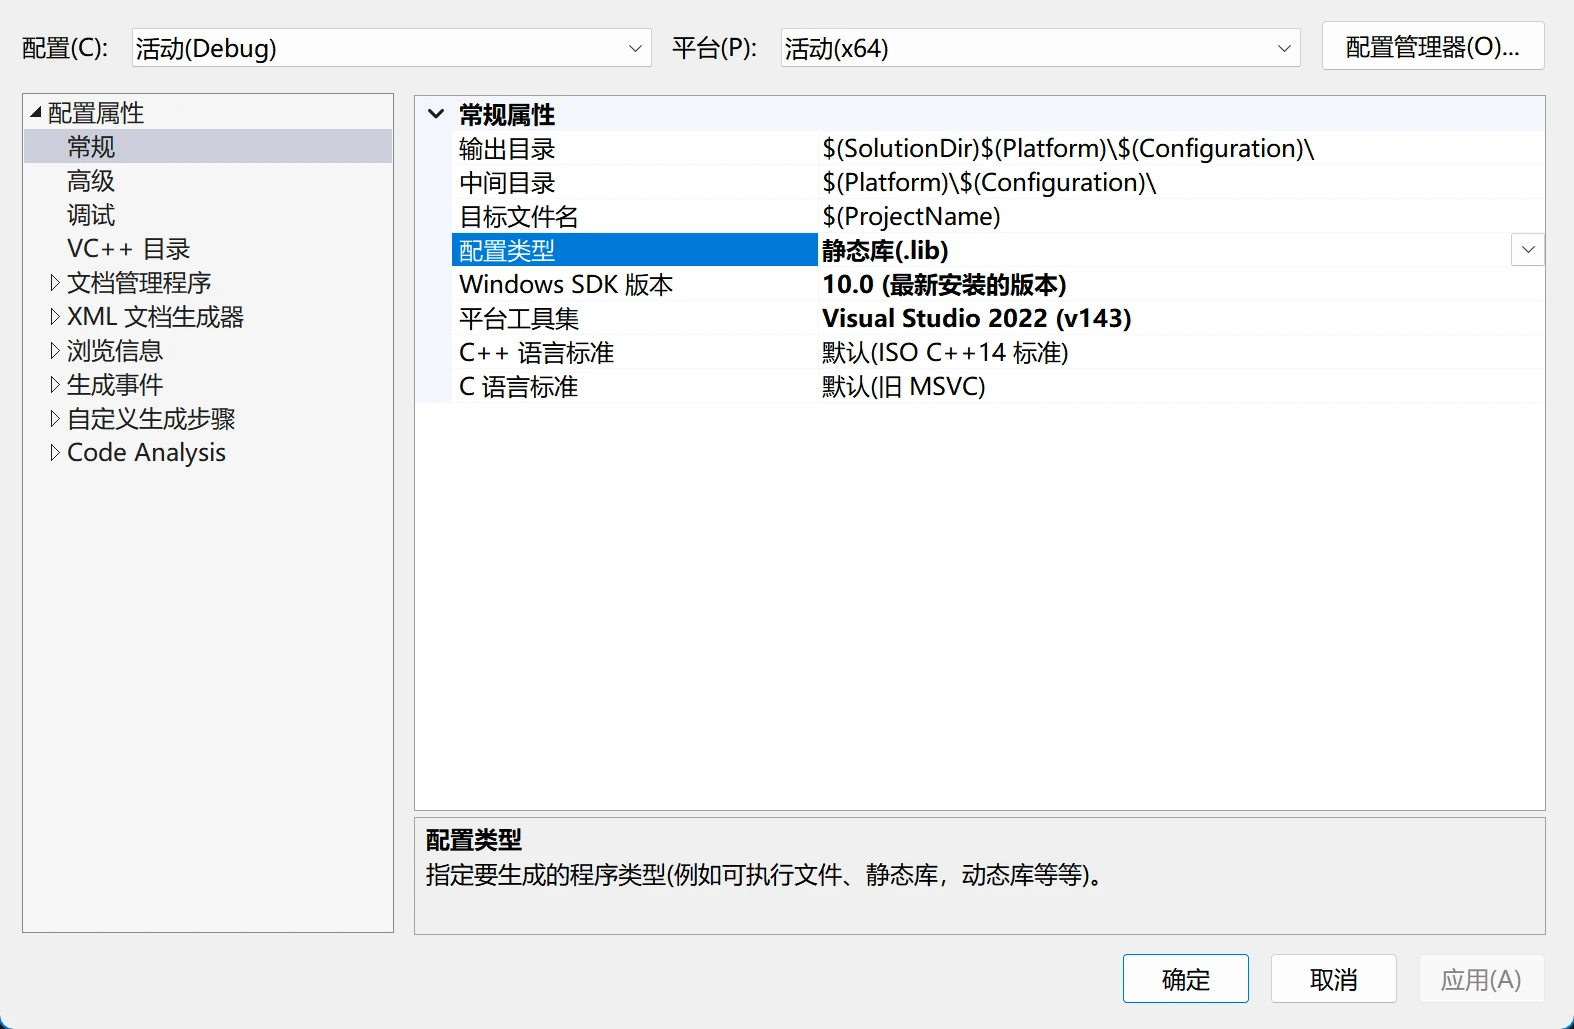 配置(C): 活动(Debug) 平台(P): 活动(x64) 配置管理器(O)...
配置属性
常规
高级
调试
VC++ 目录
文档管理程序
XML 文档生成器
浏览信息
生成事件
自定义生成步骤
Code Analysis
常规属性
输出目录 $(SolutionDir)$(Platform)\$(Configuration)\
中间目录 $(Platform)\$(Configuration)\
目标文件名 $(ProjectName)
配置类型 静态库(.lib)
Windows SDK 版本 10.0 (最新安装的版本)
平台工具集 Visual Studio 2022 (v143)
C++ 语言标准 默认(ISO C++14 标准)
C 语言标准 默认(旧 MSVC)
配置类型
指定要生成的程序类型(例如可执行文件、静态库，动态库等等)。
确定 取消 应用(A)